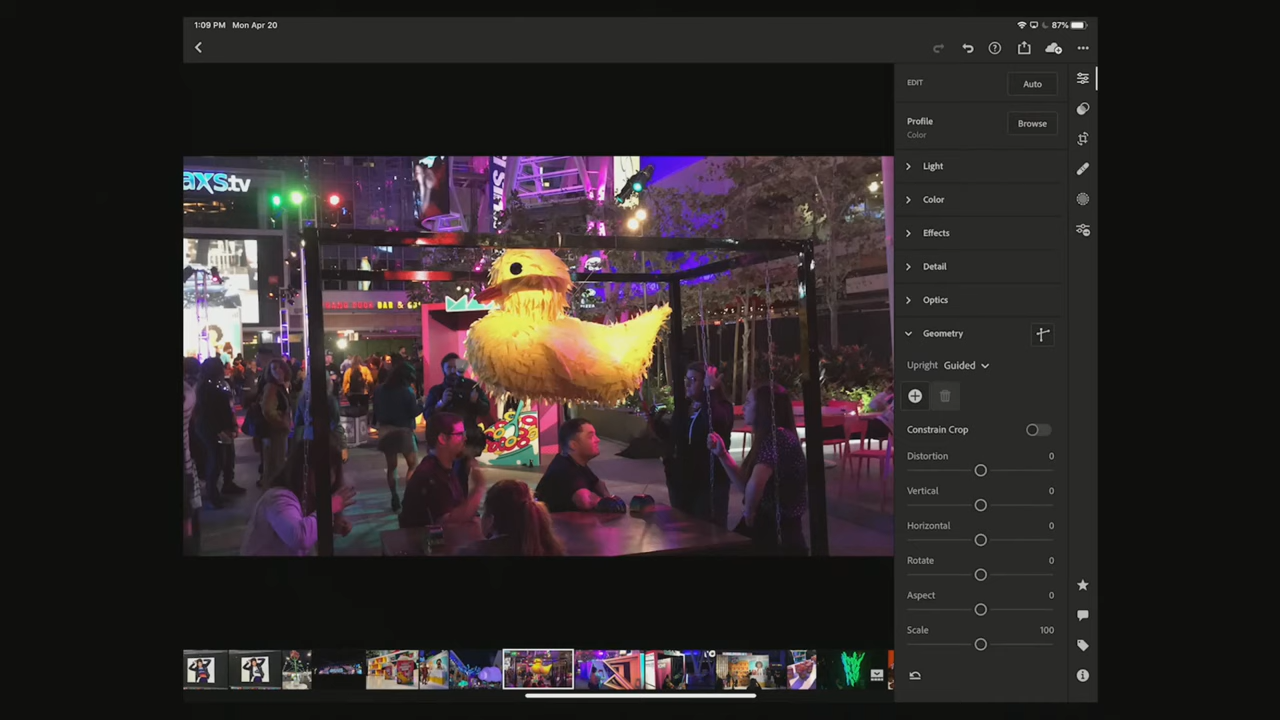 1:09 PM Mon Apr 20
87%
EDIT
Auto
Profile
Color
Browse
Light
Color
Effects
Detail
Optics
Geometry
Upright Guided
Constrain Crop
Distortion 0
Vertical 0
Horizontal 0
Rotate 0
Aspect 0
Scale 100
axs.tv
BAR & G